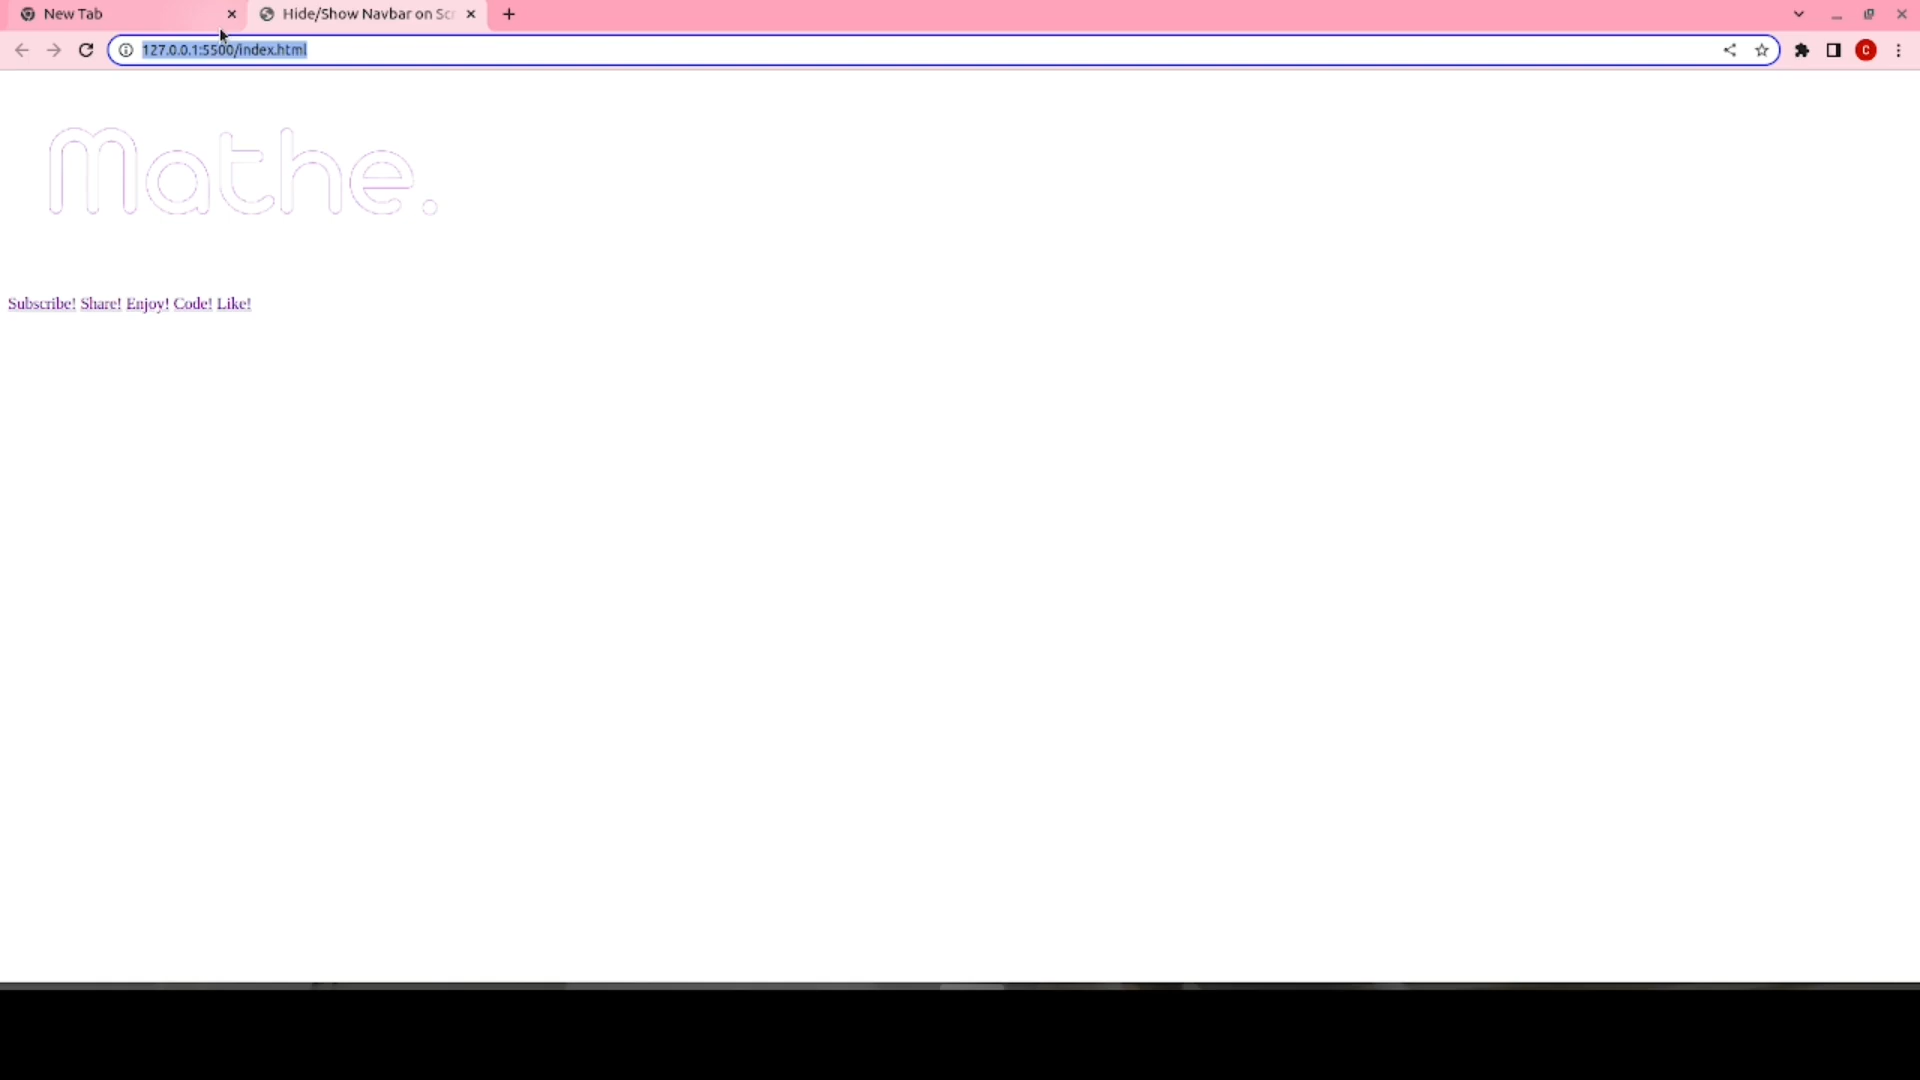 New Tab
Hide/Show Navbar on Scr
127.0.0.1:5500/index.html
C
Mathe.
Subscribe! Share! Enjoy! Code! Like!